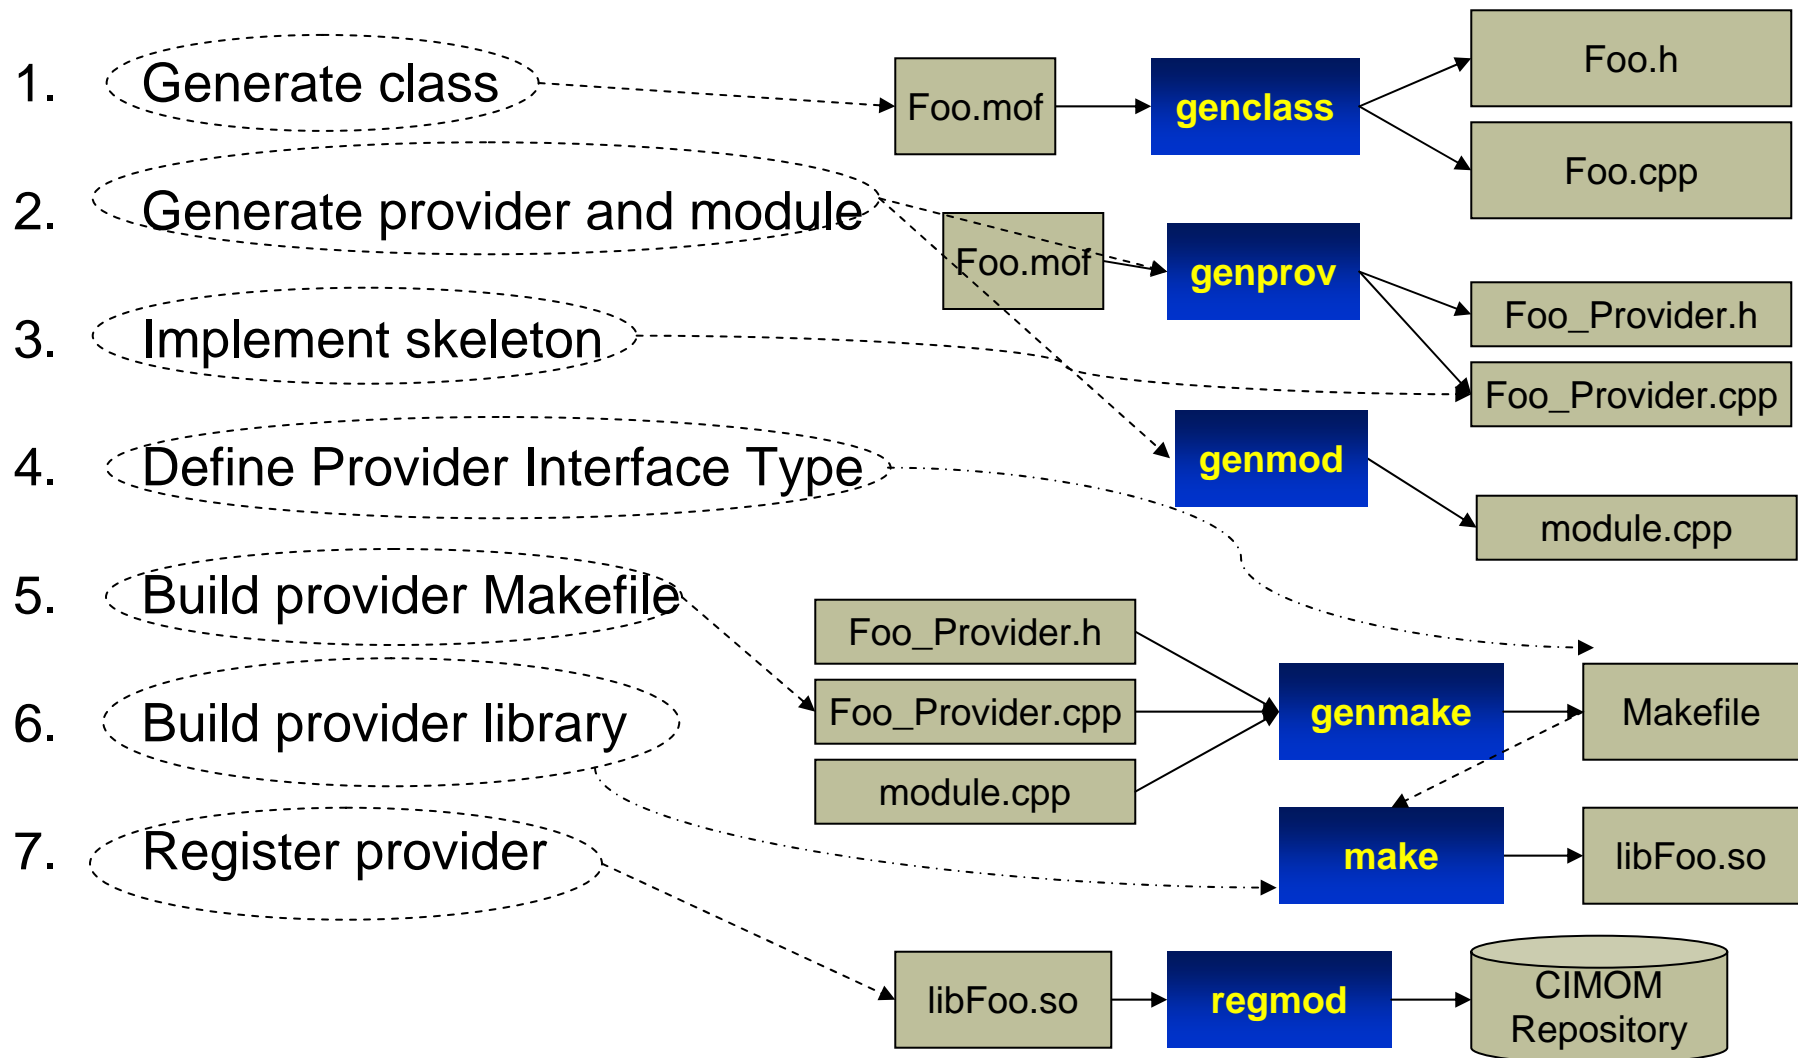 1. Generate class
2. Generate provider and module
3. Implement skeleton
4. Define Provider Interface Type
5. Build provider Makefile
6. Build provider library
7. Register provider
Foo.mof
genclass
Foo.h
Foo.cpp
Foo.mof
genprov
Foo_Provider.h
Foo_Provider.cpp
genmod
module.cpp
Foo_Provider.h
Foo_Provider.cpp
module.cpp
genmake
Makefile
make
libFoo.so
libFoo.so
regmod
CIMOM
Repository